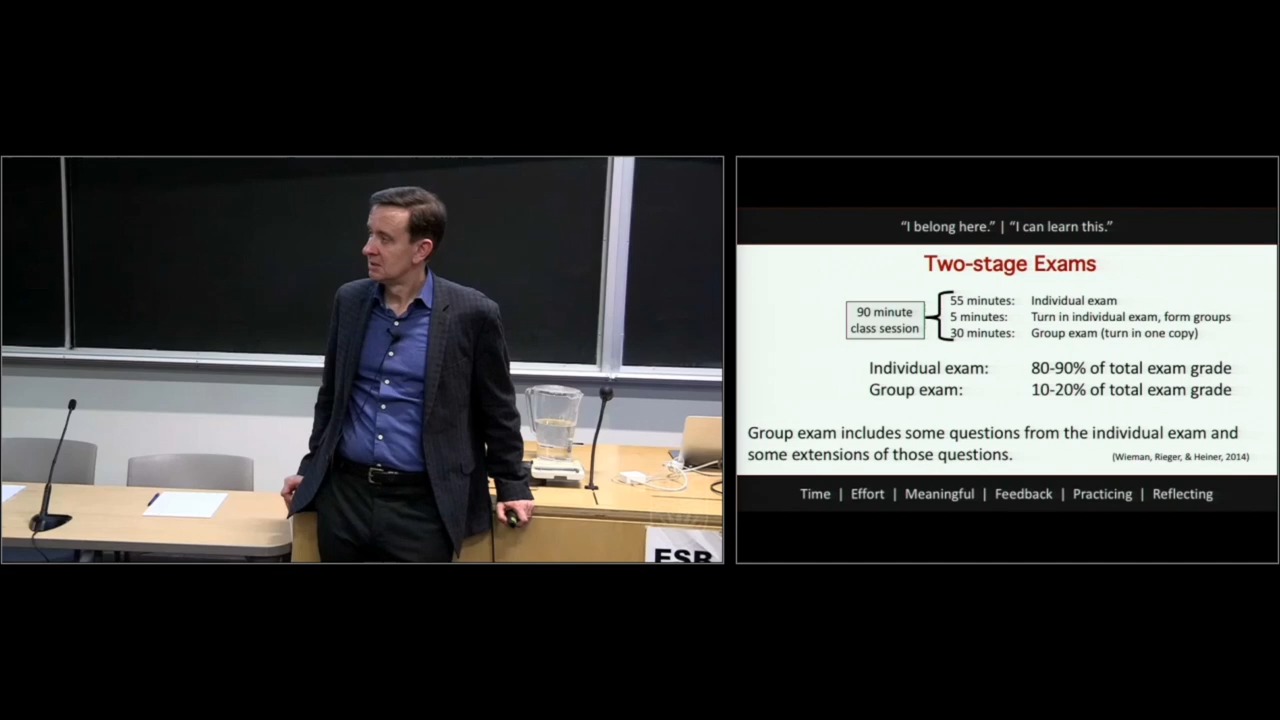 ESB
“I belong here.” | “I can learn this.”
Two-stage Exams
90 minute
class session
55 minutes: Individual exam
5 minutes: Turn in individual exam, form groups
30 minutes: Group exam (turn in one copy)
Individual exam: 80-90% of total exam grade
Group exam: 10-20% of total exam grade
Group exam includes some questions from the individual exam and
some extensions of those questions. (Wieman, Rieger, & Heiner, 2014)
Time | Effort | Meaningful | Feedback | Practicing | Reflecting